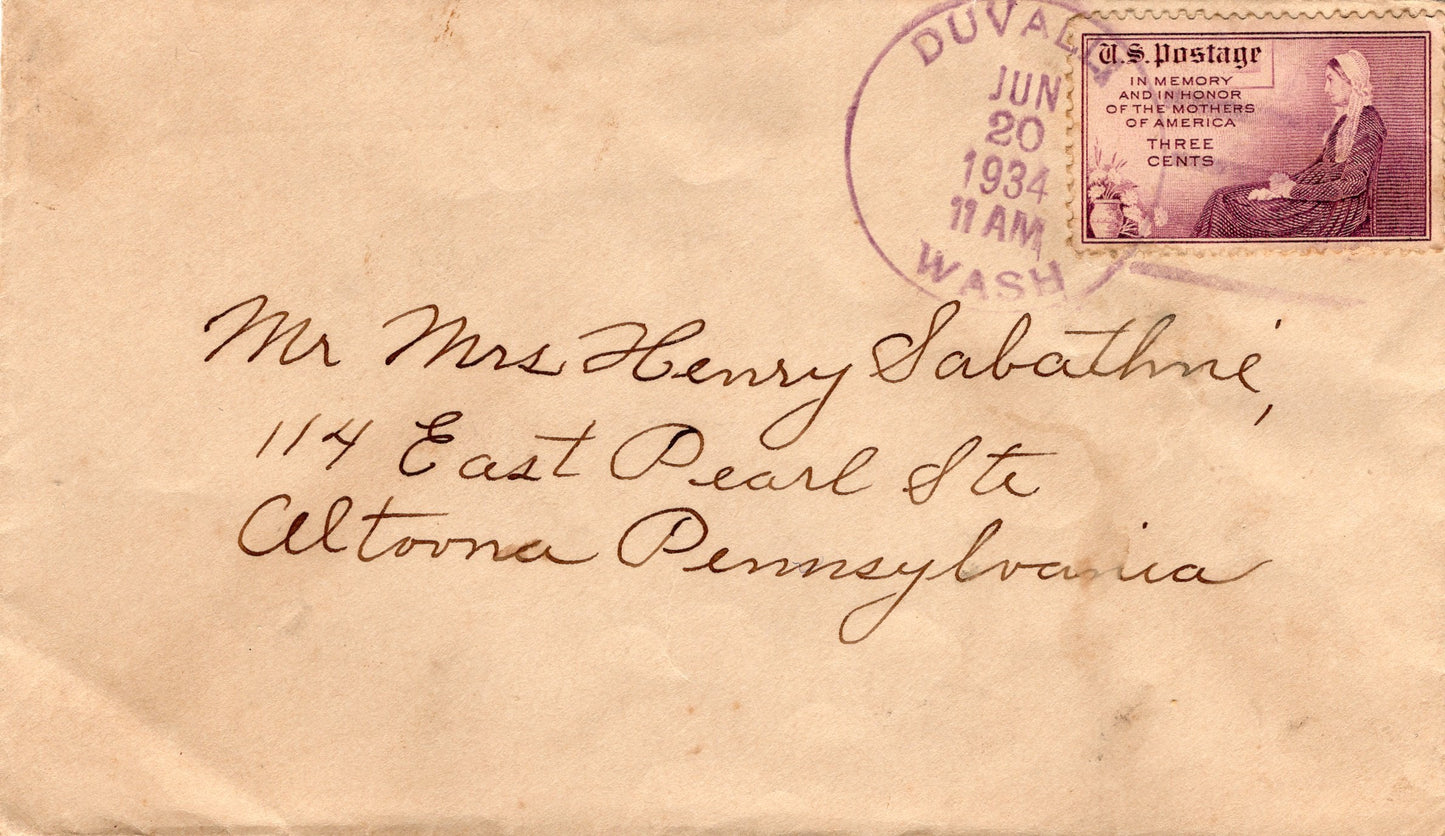 DUVALL
JUN
20
1934
11 AM
WASH
U.S. Postage
IN MEMORY
AND IN HONOR
OF THE MOTHERS
OF AMERICA
THREE
CENTS
Mr Mrs Henry Sabathné,
114 East Pearl Ste
Altoona Pennsylvania